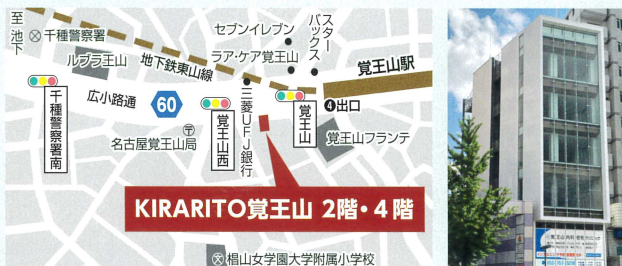 至池下
千種警察署
ルブラ王山
地下鉄東山線
セブンイレブン
ラア・ケア覚王山
スターバックス
覚王山駅
千種警察署南
広小路通
60
名古屋覚王山局
覚王山西
三菱UFJ銀行
覚王山
4出口
覚王山フランテ
KIRARITO覚王山 2階・4階
椙山女学園大学附属小学校